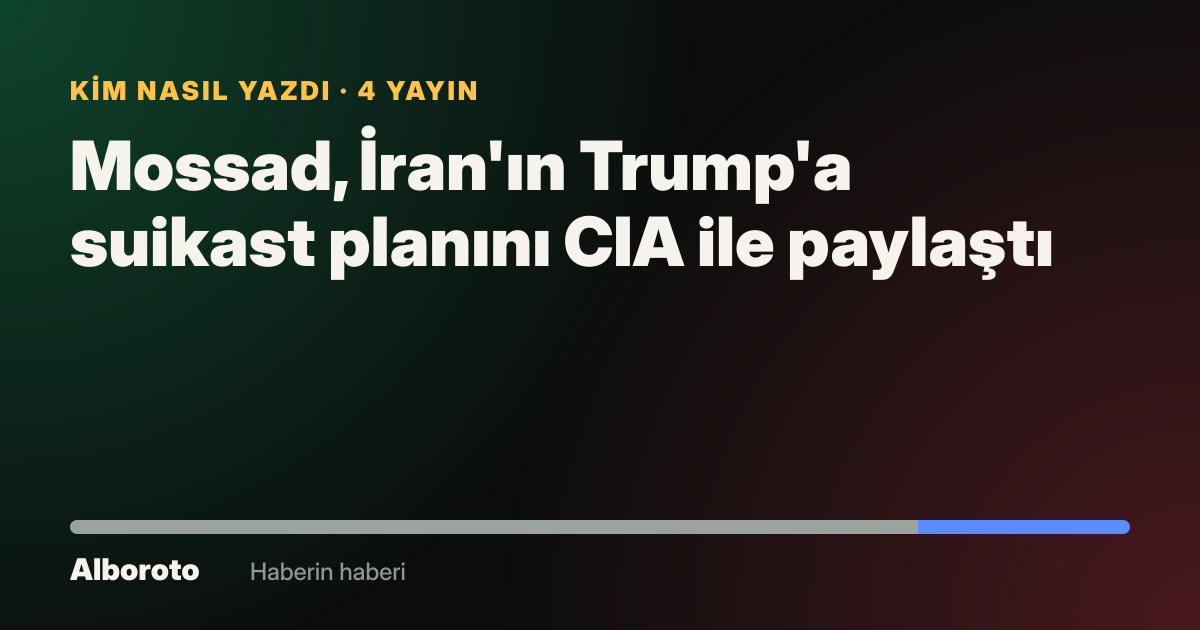 KİM NASIL YAZDI · 4 YAYIN
Mossad, İran'ın Trump'a
suikast planını CIA ile paylaştı
Alboroto
Haberin haberi